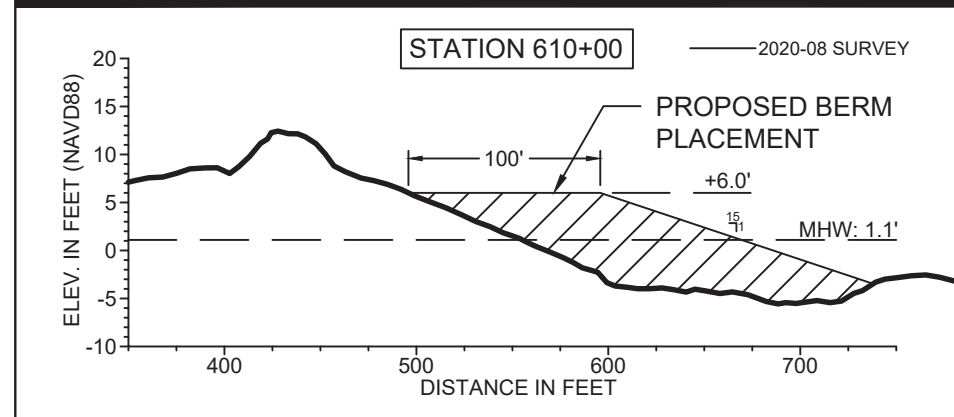 STATION 610+00
2020-08 SURVEY
PROPOSED BERM
PLACEMENT
100'
+6.0'
15
1
MHW: 1.1'
ELEV. IN FEET (NAVD88)
20
15
10
5
0
-5
-10
400
500
600
700
DISTANCE IN FEET